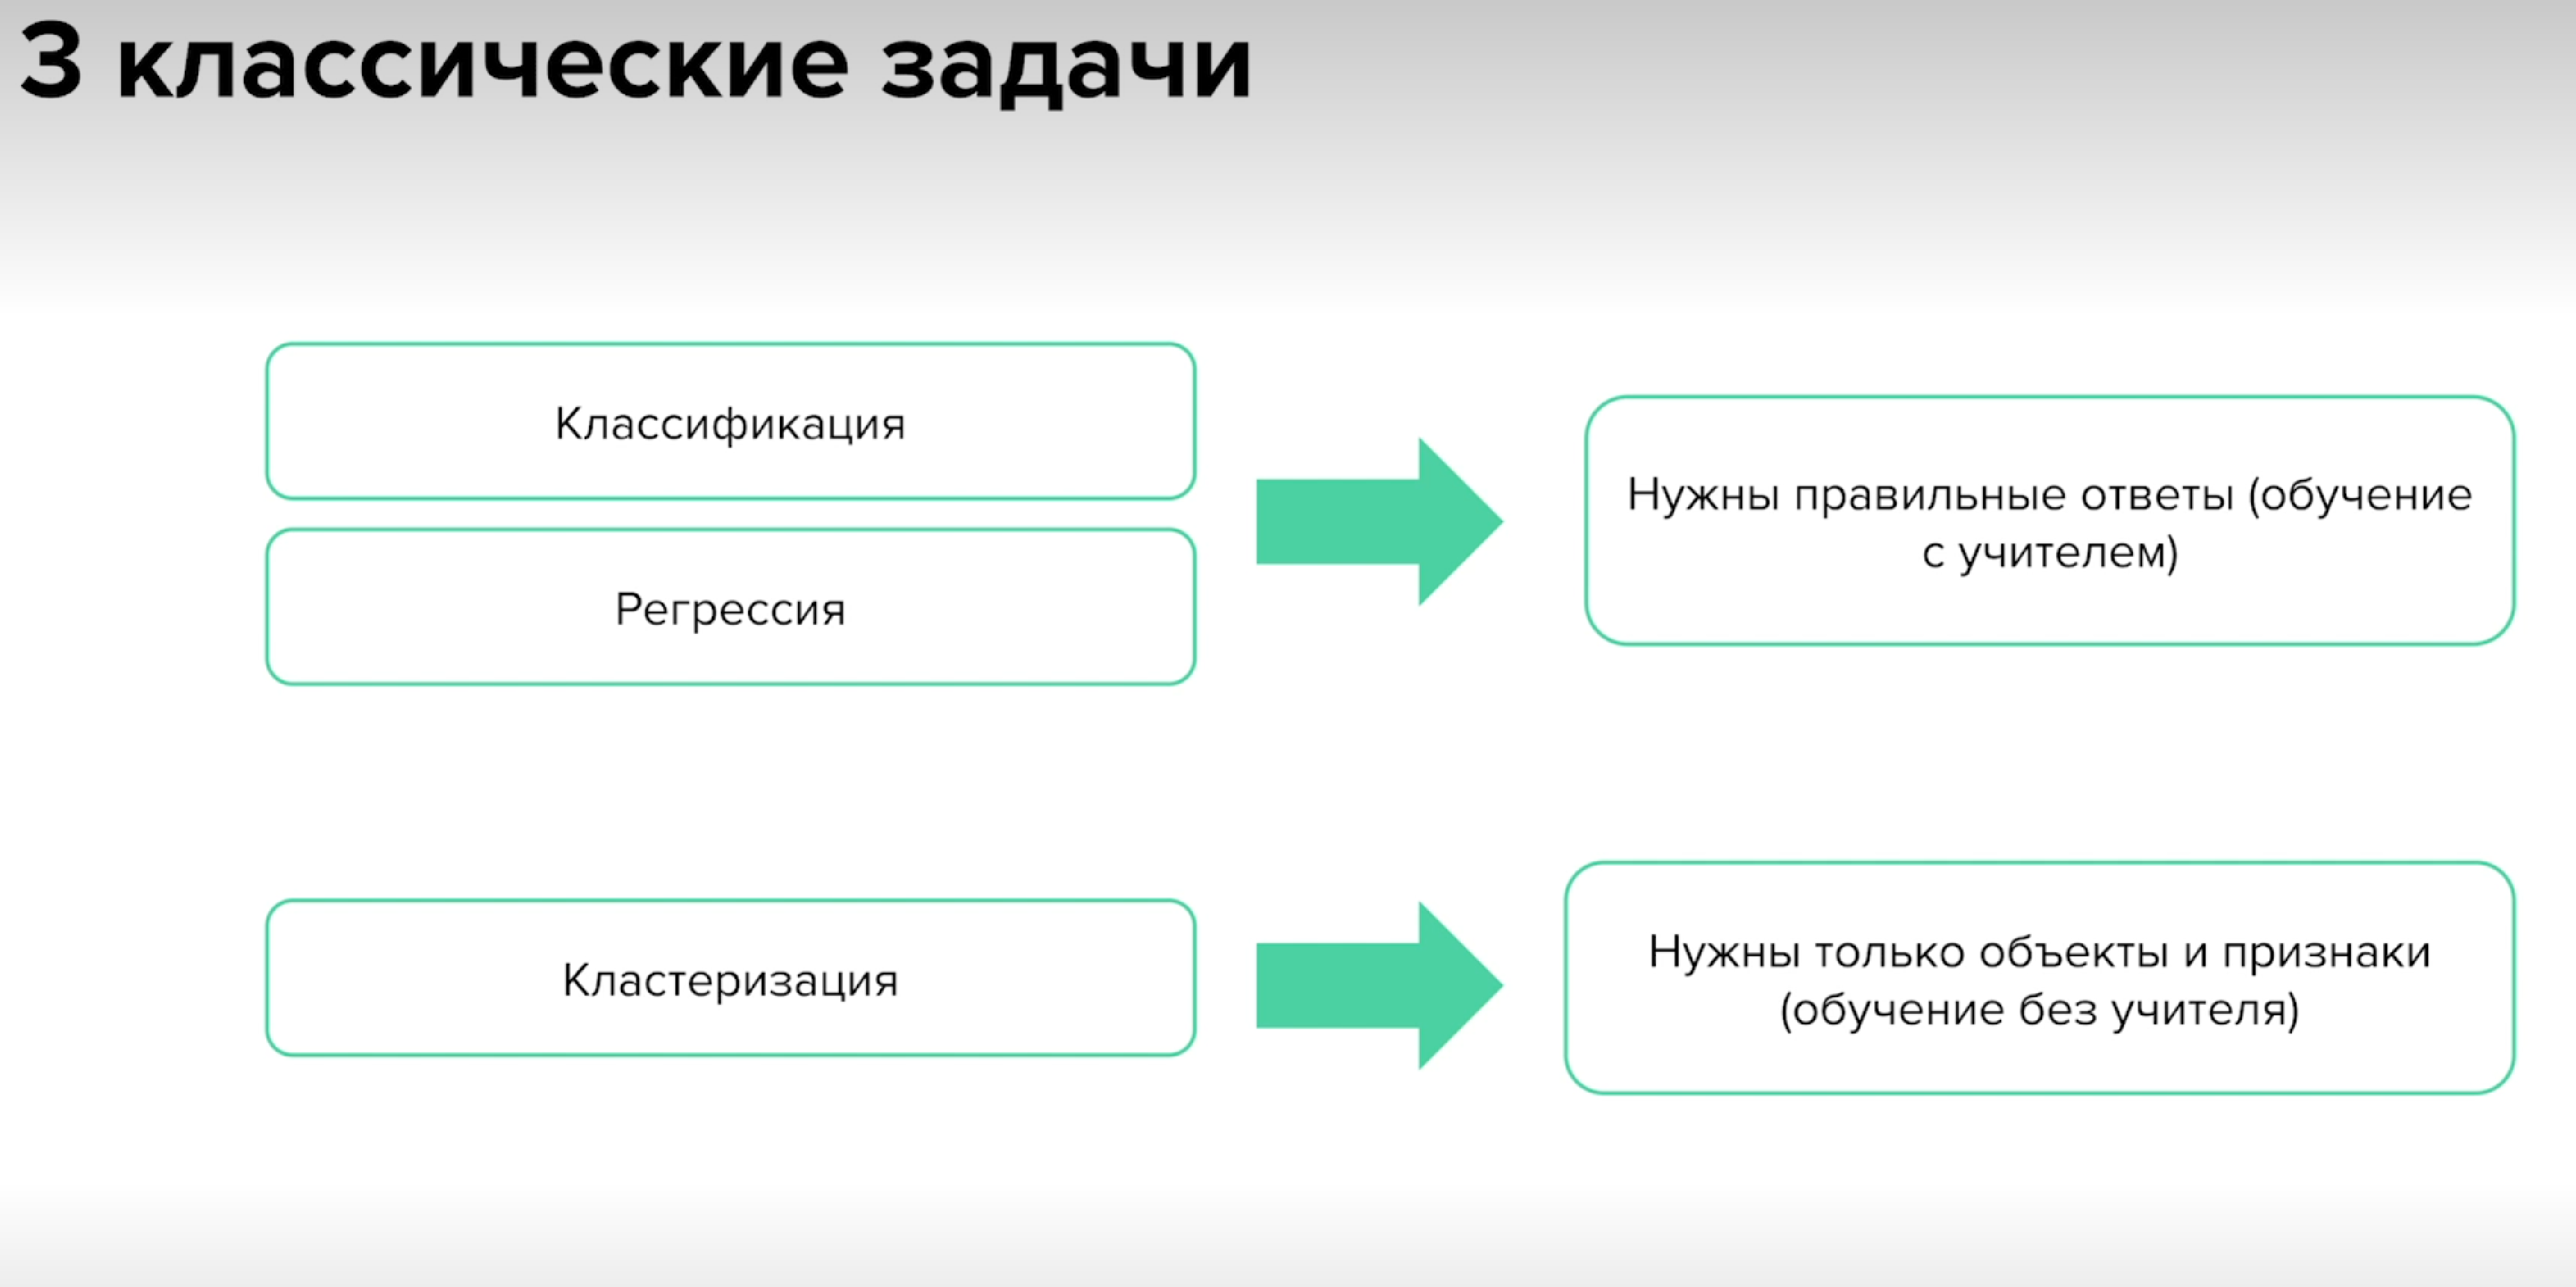 3 классические задачи
Классификация
Регрессия
Нужны правильные ответы (обучение
с учителем)
Кластеризация
Нужны только объекты и признаки
(обучение без учителя)